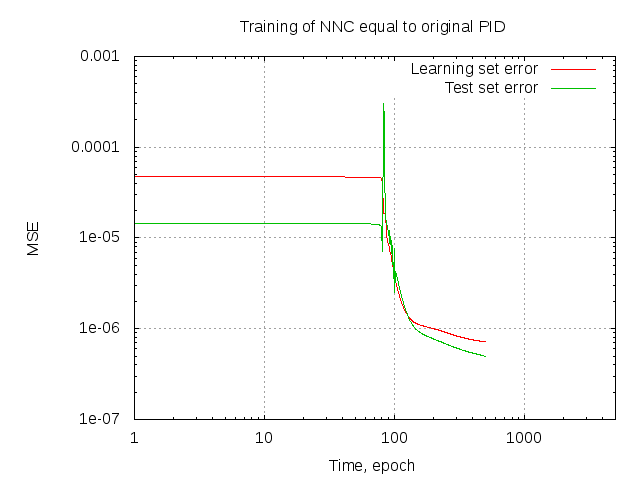 Training of NNC equal to original PID
Learning set error
Test set error
0.001
0.0001
1e-05
1e-06
1e-07
MSE
1
10
100
1000
Time, epoch